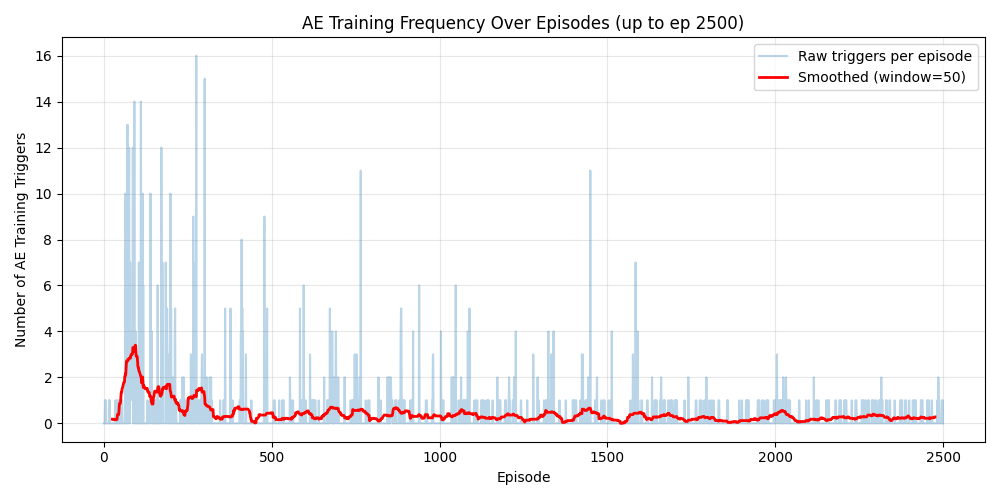 AE Training Frequency Over Episodes (up to ep 2500)
Raw triggers per episode
Smoothed (window=50)
Number of AE Training Triggers
16
14
12
10
8
6
4
2
0
0 500 1000 1500 2000 2500
Episode